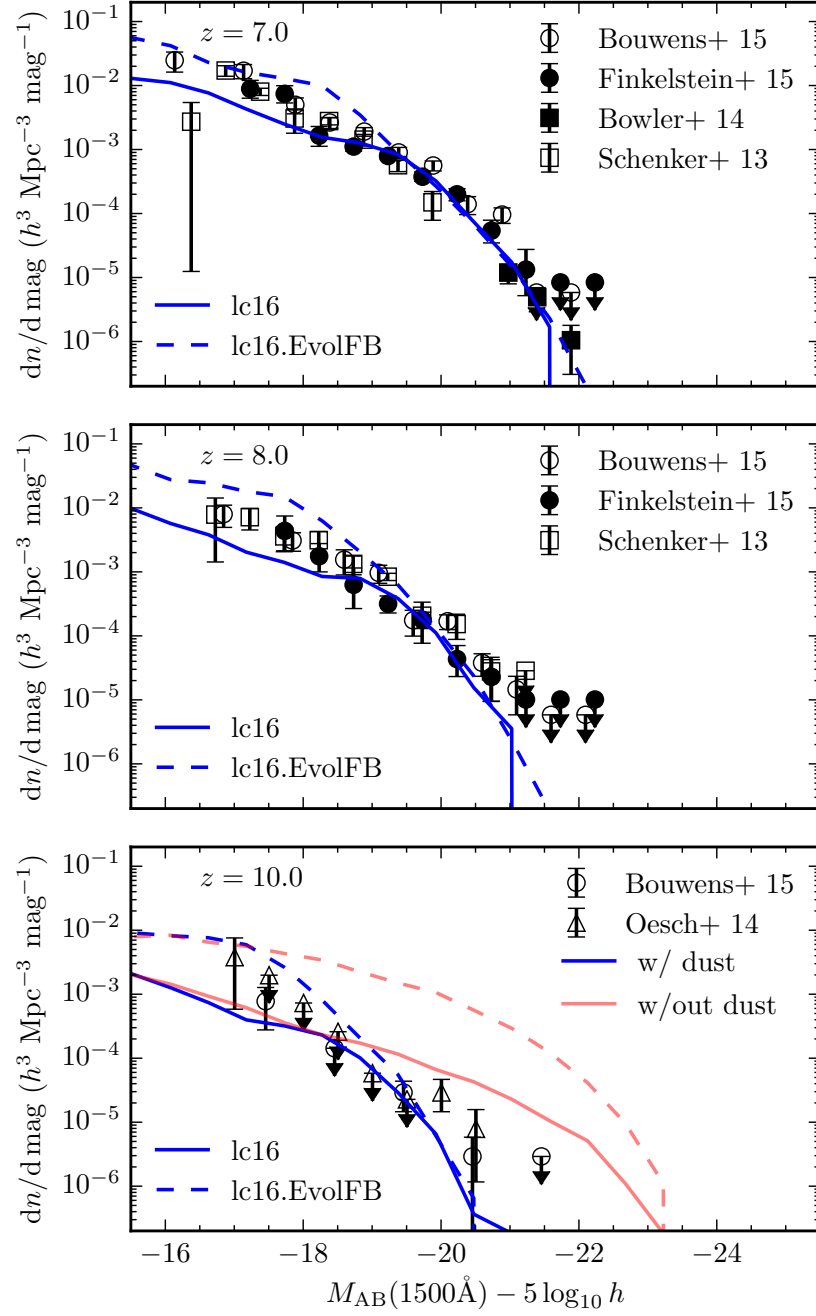 z = 7.0
Bouwens+ 15
Finkelstein+ 15
Bowler+ 14
Schenker+ 13
lc16
lc16.EvolFB
10⁻¹
10⁻²
10⁻³
10⁻⁴
10⁻⁵
10⁻⁶
dn/d mag (h³ Mpc⁻³ mag⁻¹)
z = 8.0
Bouwens+ 15
Finkelstein+ 15
Schenker+ 13
lc16
lc16.EvolFB
10⁻¹
10⁻²
10⁻³
10⁻⁴
10⁻⁵
10⁻⁶
dn/d mag (h³ Mpc⁻³ mag⁻¹)
z = 10.0
Bouwens+ 15
Oesch+ 14
w/ dust
w/out dust
lc16
lc16.EvolFB
10⁻¹
10⁻²
10⁻³
10⁻⁴
10⁻⁵
10⁻⁶
dn/d mag (h³ Mpc⁻³ mag⁻¹)
−16 −18 −20 −22 −24
M_AB(1500Å) − 5 log₁₀ h